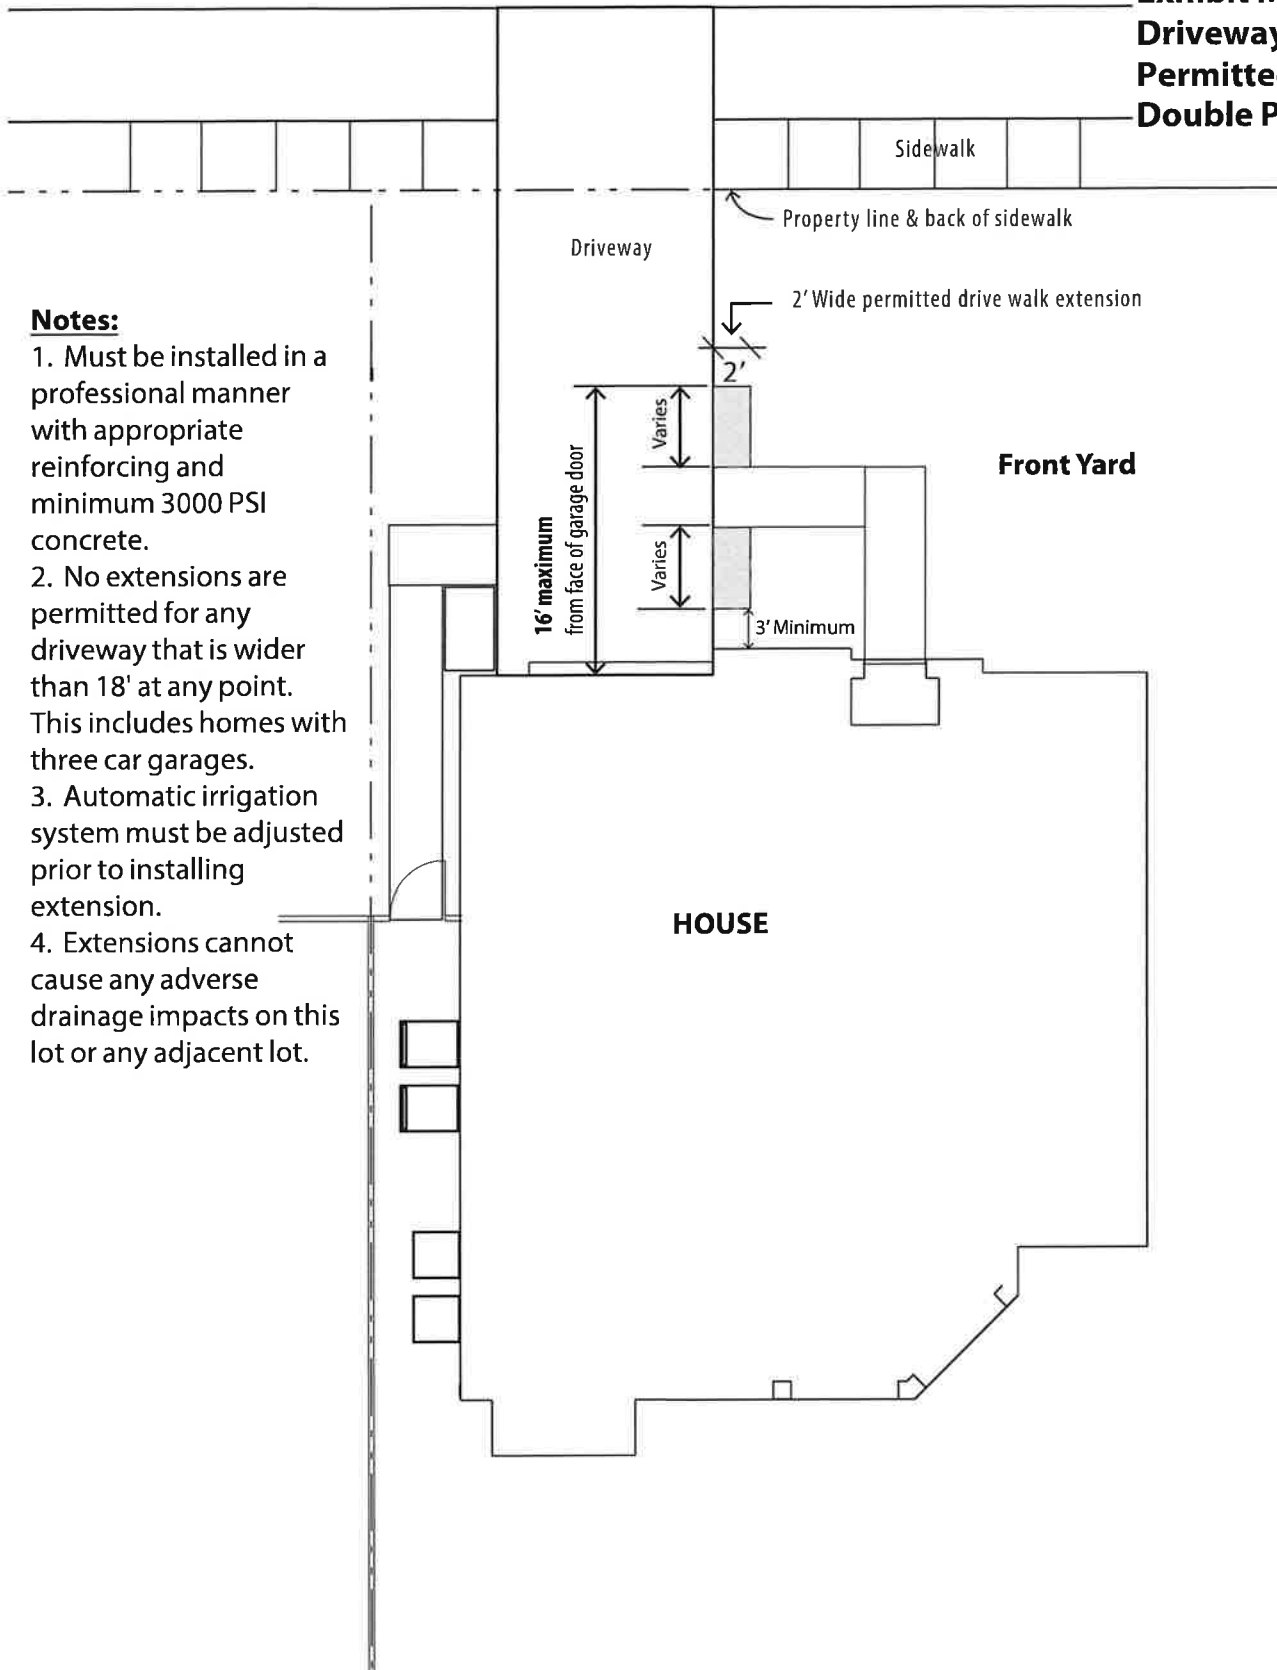 Driveway
Double P
Sidewalk
Property line & back of sidewalk
Driveway
2' Wide permitted drive walk extension
2'
Notes:
1. Must be installed in a
professional manner
with appropriate
reinforcing and
minimum 3000 PSI
concrete.
2. No extensions are
permitted for any
driveway that is wider
than 18' at any point.
This includes homes with
three car garages.
3. Automatic irrigation
system must be adjusted
prior to installing
extension.
4. Extensions cannot
cause any adverse
drainage impacts on this
lot or any adjacent lot.
Varies
Front Yard
16' maximum
from face of garage door
Varies
3' Minimum
HOUSE